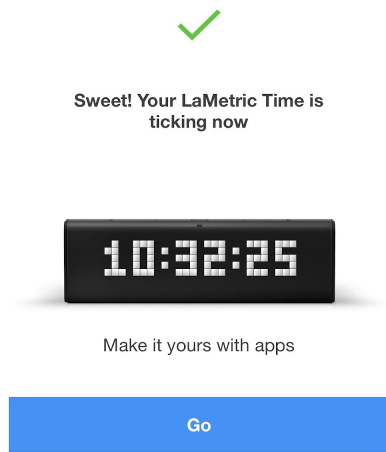 Sweet! Your LaMetric Time is
ticking now
10:32:25
Make it yours with apps
Go